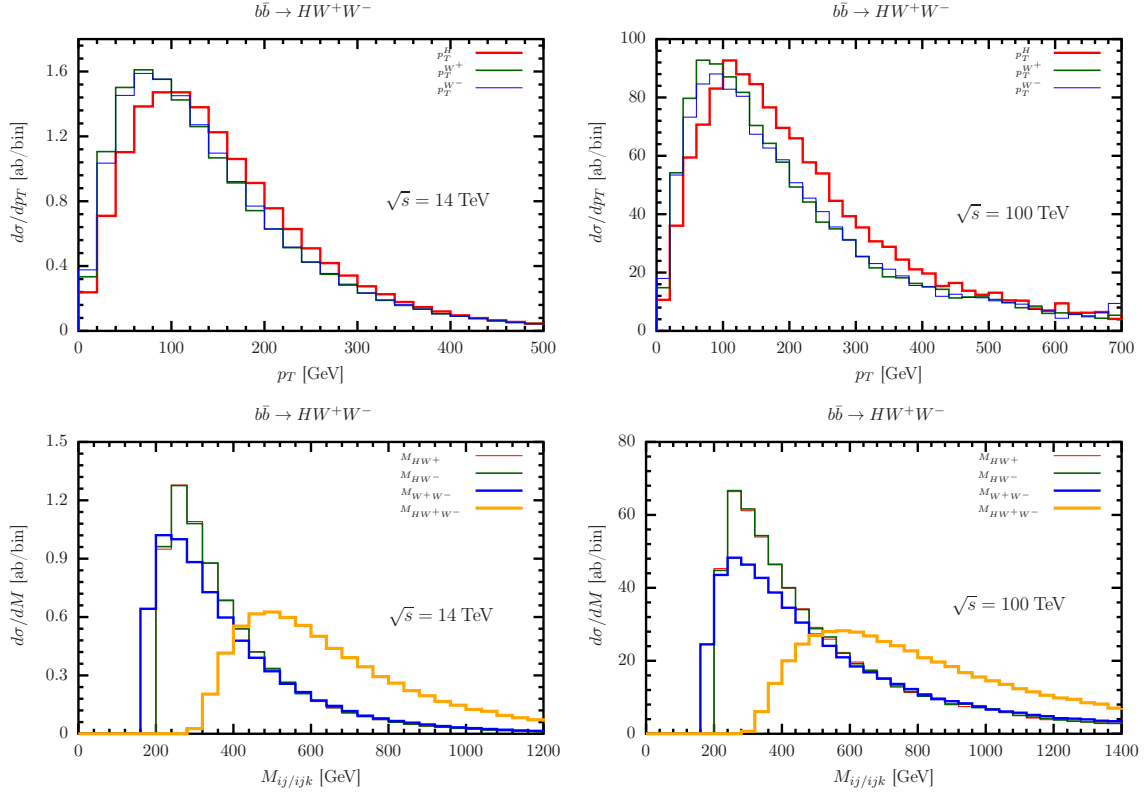 bb̄ → HW⁺W⁻
dσ/dp_T [ab/bin]
1.6
1.2
0.8
0.4
0
p_T^H
p_T^{W⁺}
p_T^{W⁻}
√s = 14 TeV
0 100 200 300 400 500
p_T [GeV]
bb̄ → HW⁺W⁻
dσ/dp_T [ab/bin]
100
80
60
40
20
0
p_T^H
p_T^{W⁺}
p_T^{W⁻}
√s = 100 TeV
0 100 200 300 400 500 600 700
p_T [GeV]
bb̄ → HW⁺W⁻
dσ/dM [ab/bin]
1.5
1.2
0.9
0.6
0.3
0
M_{HW⁺}
M_{HW⁻}
M_{W⁺W⁻}
M_{HW⁺W⁻}
√s = 14 TeV
0 200 400 600 800 1000 1200
M_{ij/ijk} [GeV]
bb̄ → HW⁺W⁻
dσ/dM [ab/bin]
80
60
40
20
0
M_{HW⁺}
M_{HW⁻}
M_{W⁺W⁻}
M_{HW⁺W⁻}
√s = 100 TeV
0 200 400 600 800 1000 1200 1400
M_{ij/ijk} [GeV]